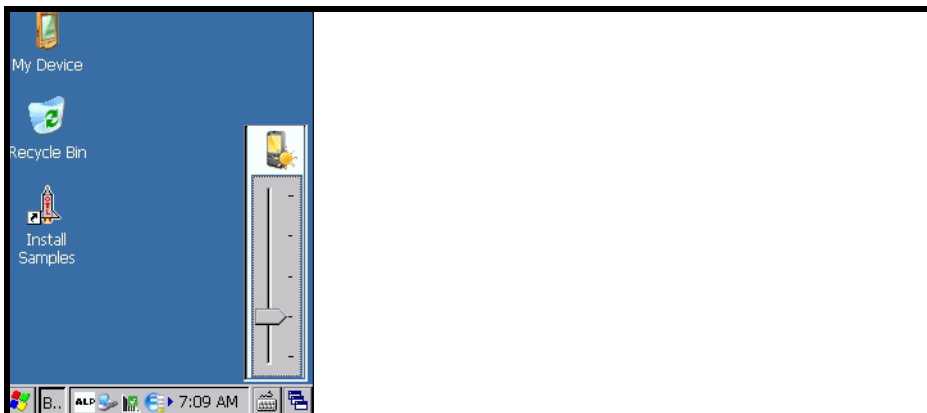 My Device
Recycle Bin
Install
Samples
B..
ALP
7:09 AM